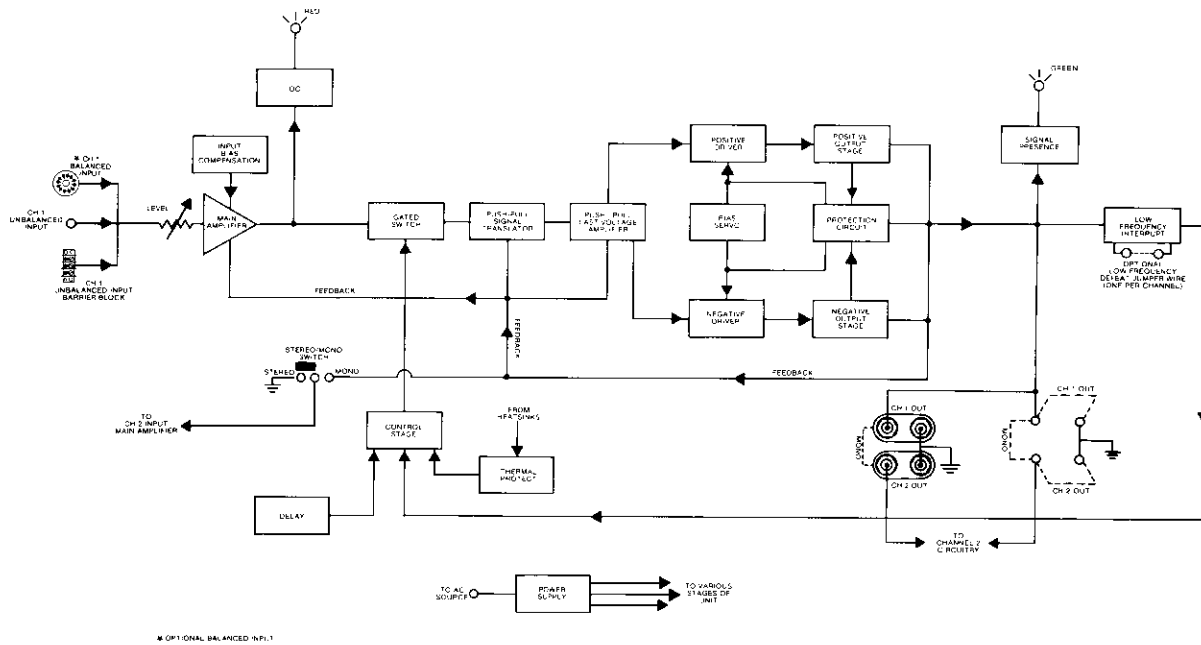 RED
IOC
GREEN
SIGNAL
PRESENCE
INPUT
BIAS
COMPENSATION
✱ CH 1
BALANCED
INPUT
CH 1
UNBALANCED
INPUT
CH 1
UNBALANCED INPUT
BARRIER BLOCK
LEVEL
MAIN
AMPLIFIER
GATED
SWITCH
PUSH-PULL
SIGNAL
TRANSLATOR
PUSH-PULL
LAST VOLTAGE
AMPLIFIER
POSITIVE
DRIVER
POSITIVE
OUTPUT
STAGE
BIAS
SERVO
PROTECTION
CIRCUIT
NEGATIVE
DRIVER
NEGATIVE
OUTPUT
STAGE
LOW
FREQUENCY
INTERRUPT
OPTIONAL
LOW FREQUENCY
DEFEAT JUMPER WIRE
(ONE PER CHANNEL)
FEEDBACK
FEEDBACK
FEEDBACK
STEREO/MONO
SWITCH
STEREO
MONO
TO
CH 2 INPUT
MAIN AMPLIFIER
CONTROL
STAGE
FROM
HEATSINKS
THERMAL
PROTECT
DELAY
CH 1 OUT
MONO
CH 2 OUT
CH 1 OUT
MONO
CH 2 OUT
TO
CHANNEL 2
CIRCUITRY
TO AC
SOURCE
POWER
SUPPLY
TO VARIOUS
STAGES OF
UNIT
✱ OPTIONAL BALANCED INPUT